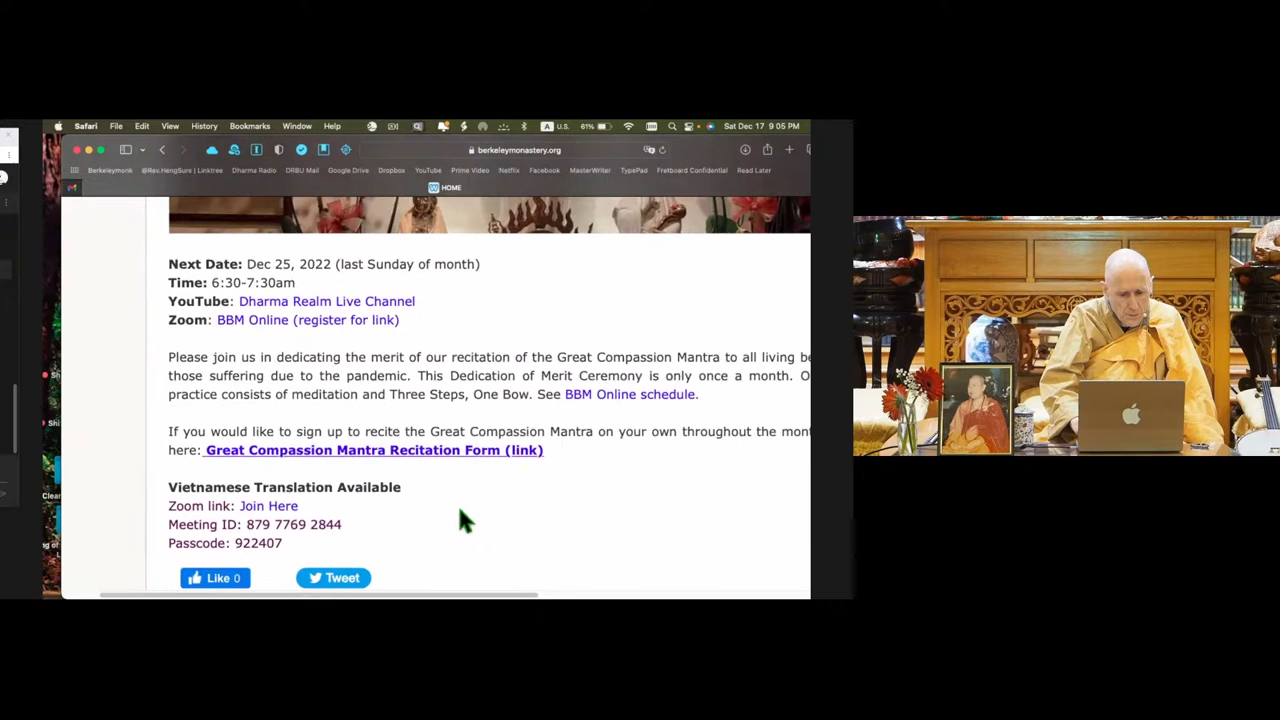 Safari File Edit View History Bookmarks Window Help
61%
A U.S.
Sat Dec 17 9:05 PM
berkeleymonastery.org
Berkeleymonk @Rev.HengSure | Linktree Dharma Radio DRBU Mail Google Drive Dropbox YouTube Prime Video Netflix Facebook MasterWriter TypePad Fretboard Confidential Read Later
W HOME
Next Date: Dec 25, 2022 (last Sunday of month)
Time: 6:30-7:30am
YouTube: Dharma Realm Live Channel
Zoom: BBM Online (register for link)
Please join us in dedicating the merit of our recitation of the Great Compassion Mantra to all living be
those suffering due to the pandemic. This Dedication of Merit Ceremony is only once a month. O
practice consists of meditation and Three Steps, One Bow. See BBM Online schedule.
If you would like to sign up to recite the Great Compassion Mantra on your own throughout the mont
here: Great Compassion Mantra Recitation Form (link)
Vietnamese Translation Available
Zoom link: Join Here
Meeting ID: 879 7769 2844
Passcode: 922407
Like 0
Tweet